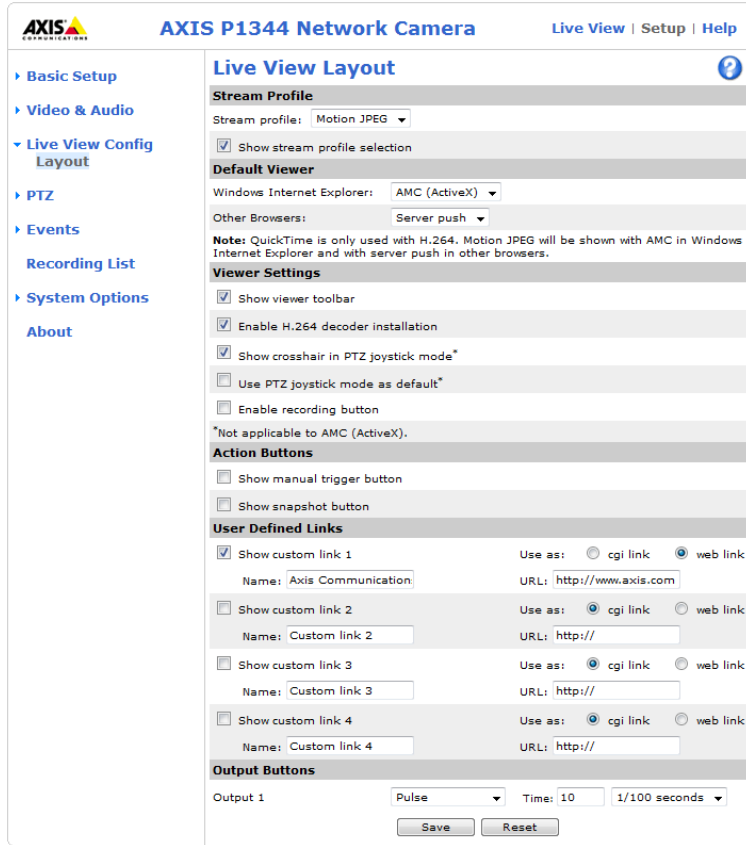 AXIS
COMMUNICATIONS
AXIS P1344 Network Camera
Live View | Setup | Help
Basic Setup
Video & Audio
Live View Config
Layout
PTZ
Events
Recording List
System Options
About
Live View Layout
?
Stream Profile
Stream profile: Motion JPEG
Show stream profile selection
Default Viewer
Windows Internet Explorer: AMC (ActiveX)
Other Browsers: Server push
Note: QuickTime is only used with H.264. Motion JPEG will be shown with AMC in Windows
Internet Explorer and with server push in other browsers.
Viewer Settings
Show viewer toolbar
Enable H.264 decoder installation
Show crosshair in PTZ joystick mode*
Use PTZ joystick mode as default*
Enable recording button
*Not applicable to AMC (ActiveX).
Action Buttons
Show manual trigger button
Show snapshot button
User Defined Links
Show custom link 1 Use as: cgi link web link
Name: Axis Communication URL: http://www.axis.com
Show custom link 2 Use as: cgi link web link
Name: Custom link 2 URL: http://
Show custom link 3 Use as: cgi link web link
Name: Custom link 3 URL: http://
Show custom link 4 Use as: cgi link web link
Name: Custom link 4 URL: http://
Output Buttons
Output 1 Pulse Time: 10 1/100 seconds
Save Reset